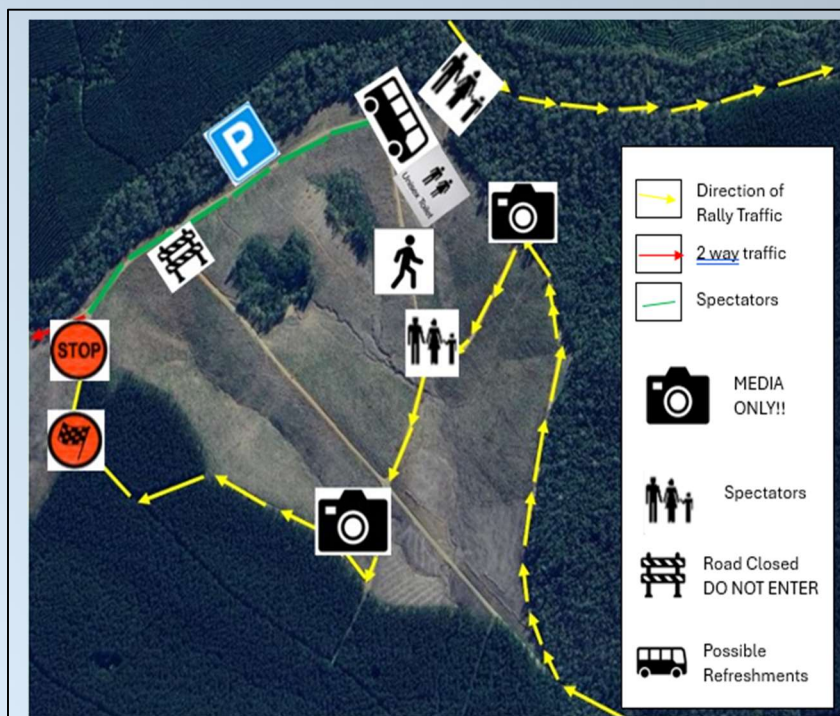 P
Unisex Toilet
STOP
Direction of
Rally Traffic
2 way traffic
Spectators
MEDIA
ONLY!!
Spectators
Road Closed
DO NOT ENTER
Possible
Refreshments